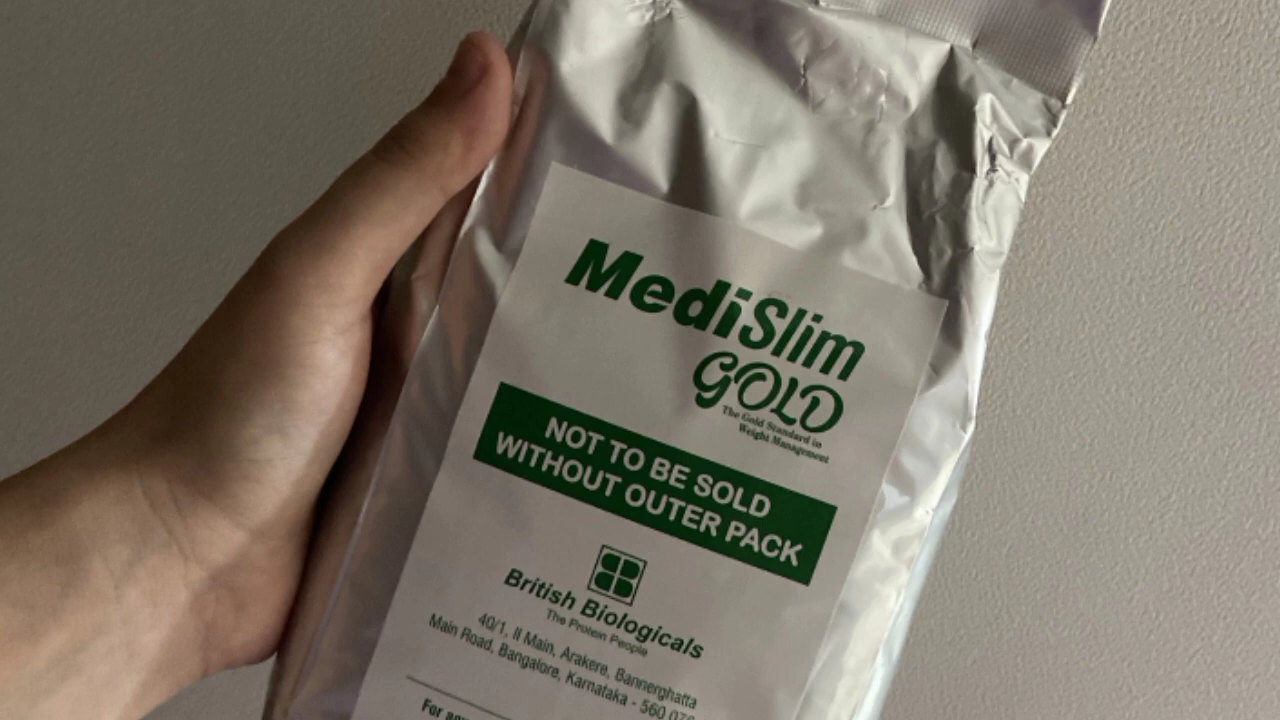 MediSlim
GOLD
The Gold Standard in
Weight Management
NOT TO BE SOLD
WITHOUT OUTER PACK
British Biologicals
The Protein People
40/1, II Main, Arakere, Bannerghatta
Main Road, Bangalore, Karnataka - 560 076
For any